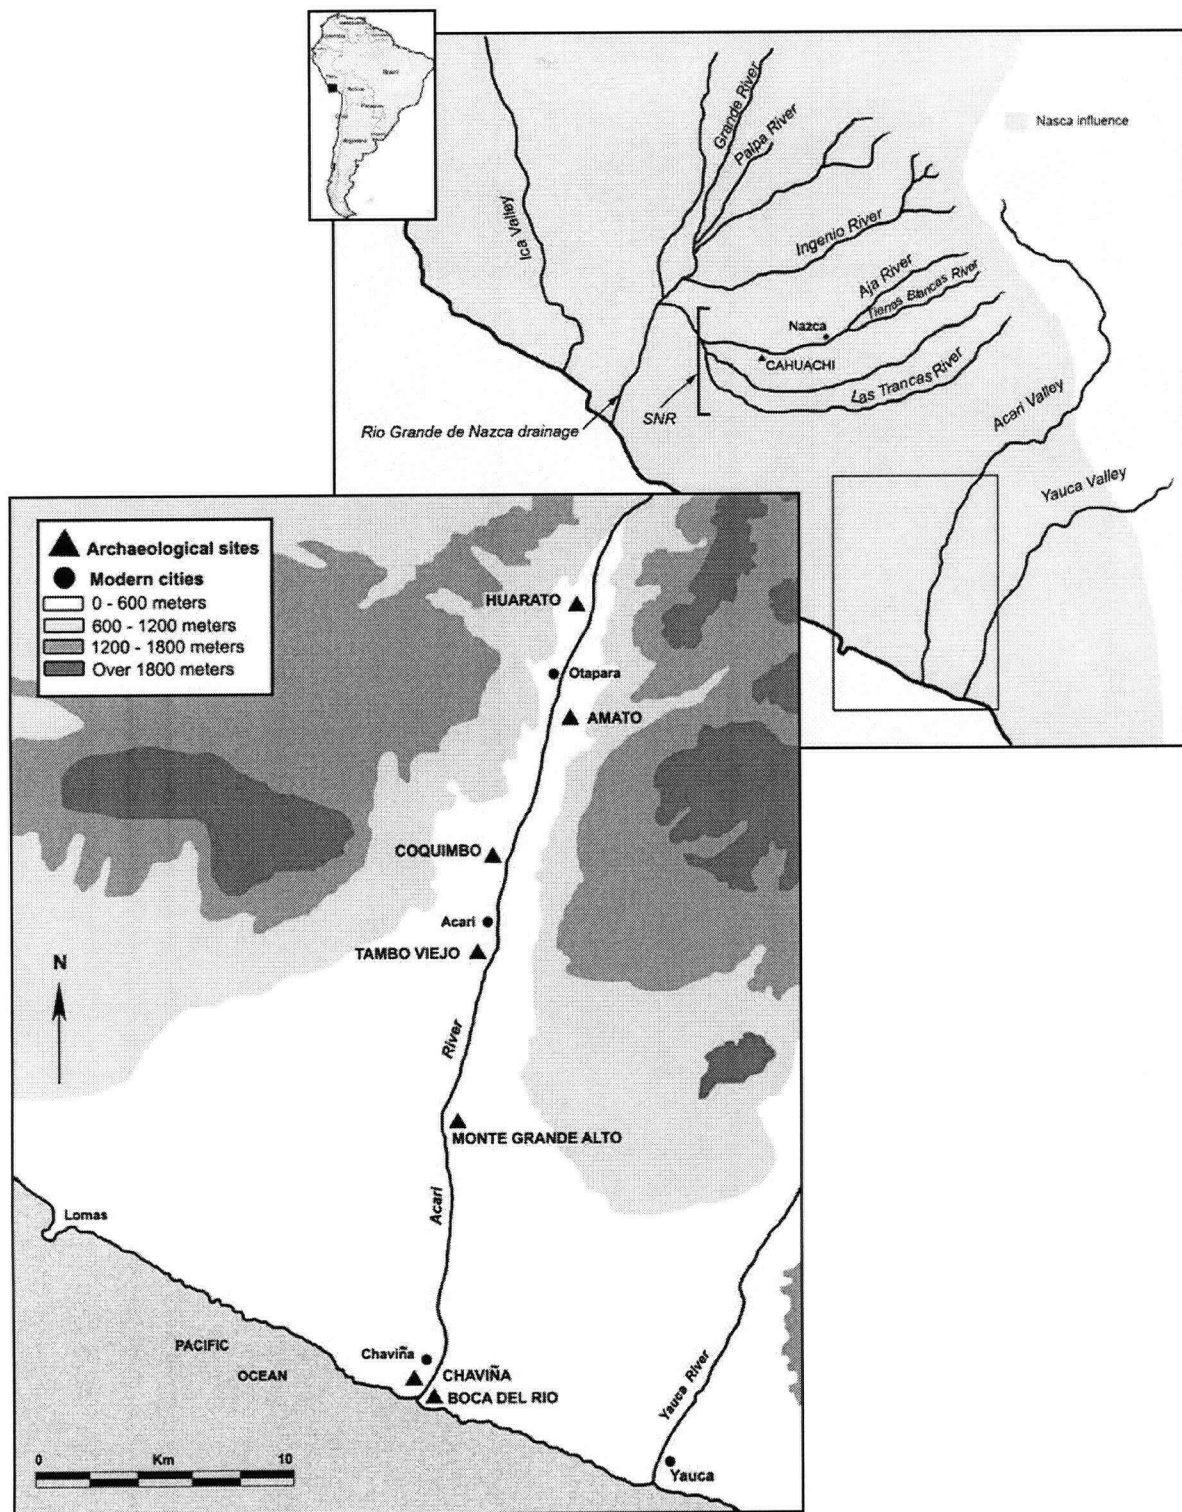 Nasca influence
Grande River
Palpa River
Ica Valley
Ingenio River
Aja River
Tierras Blancas River
Nazca
CAHUACHI
Las Trancas River
SNR
Rio Grande de Nazca drainage
Acari Valley
Yauca Valley
Archaeological sites
Modern cities
0 - 600 meters
600 - 1200 meters
1200 - 1800 meters
Over 1800 meters
HUARATO
Otapara
AMATO
COQUIMBO
Acari
TAMBO VIEJO
N
River
MONTE GRANDE ALTO
Acari
Lomas
PACIFIC
OCEAN
Chaviña
CHAVIÑA
BOCA DEL RIO
Yauca River
Yauca
0 Km 10